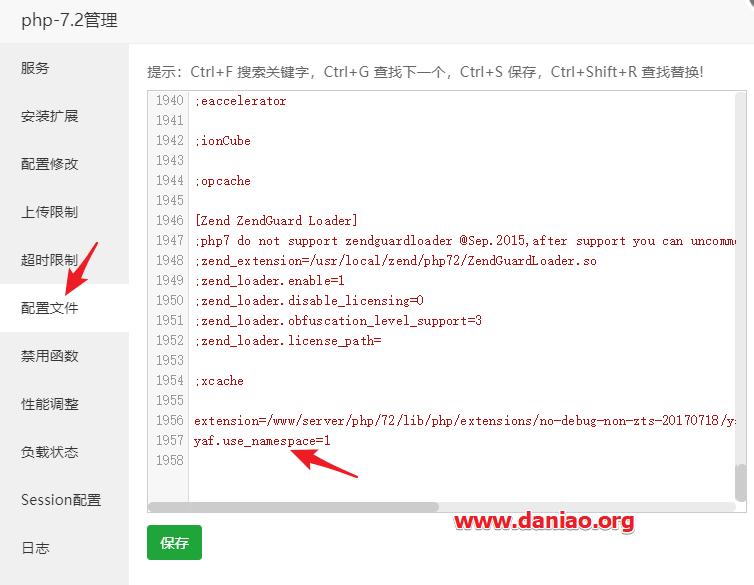 php-7.2管理
服务
安装扩展
配置修改
上传限制
超时限制
配置文件
禁用函数
性能调整
负载状态
Session配置
日志
提示：Ctrl+F 搜索关键字，Ctrl+G 查找下一个，Ctrl+S 保存，Ctrl+Shift+R 查找替换!
1940 ;eaccelerator
1941
1942 ;ionCube
1943
1944 ;opcache
1945
1946 [Zend ZendGuard Loader]
1947 ;php7 do not support zendguardloader @Sep.2015,after support you can uncomm
1948 ;zend_extension=/usr/local/zend/php72/ZendGuardLoader.so
1949 ;zend_loader.enable=1
1950 ;zend_loader.disable_licensing=0
1951 ;zend_loader.obfuscation_level_support=3
1952 ;zend_loader.license_path=
1953
1954 ;xcache
1955
1956 extension=/www/server/php/72/lib/php/extensions/no-debug-non-zts-20170718/y
1957 yaf.use_namespace=1
1958
www.daniao.org
保存